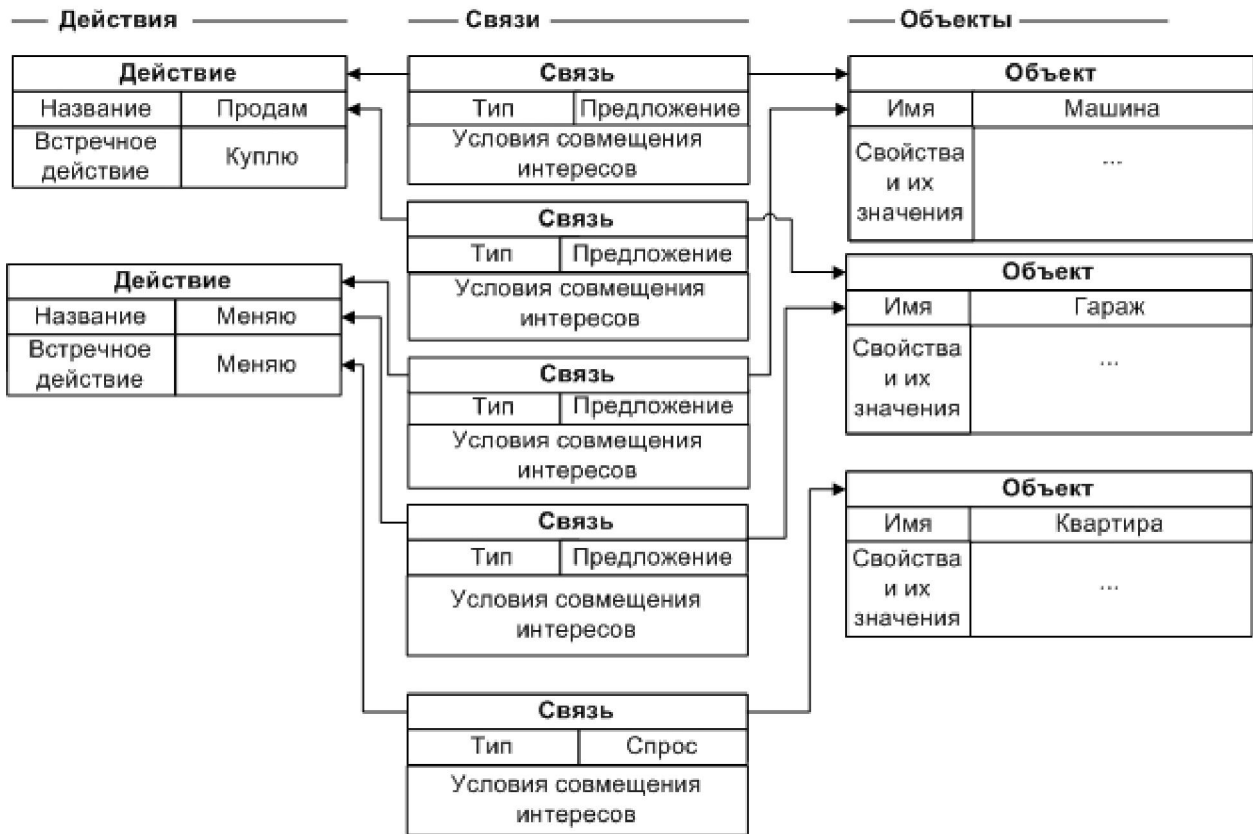 Действия
Связи
Объекты
Действие
Название
Продам
Встречное
действие
Куплю
Действие
Название
Меняю
Встречное
действие
Меняю
Связь
Тип
Предложение
Условия совмещения
интересов
Связь
Тип
Предложение
Условия совмещения
интересов
Связь
Тип
Предложение
Условия совмещения
интересов
Связь
Тип
Предложение
Условия совмещения
интересов
Связь
Тип
Спрос
Условия совмещения
интересов
Объект
Имя
Машина
Свойства
и их
значения
...
Объект
Имя
Гараж
Свойства
и их
значения
...
Объект
Имя
Квартира
Свойства
и их
значения
...